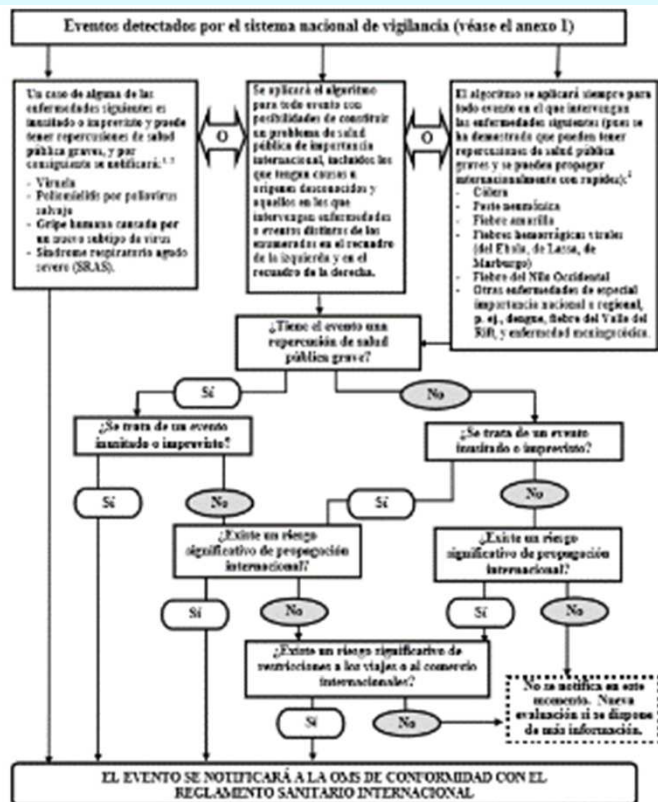 Eventos detectados por el sistema nacional de vigilancia (véase el anexo 1)
Un caso de alguna de las
enfermedades siguientes es
inusitado o imprevisto y puede
tener repercusiones de salud
pública graves, y por
consiguiente se notificará:
- Viruela
- Poliomielitis por poliovirus
salvaje
- Gripe humana causada por
un nuevo subtipo de virus
- Síndrome respiratorio agudo
severo (SRAS).
O
Se aplicará el algoritmo
para todo evento con
posibilidades de constituir
un problema de salud
pública de importancia
internacional, incluidos los
que tengan causas u
orígenes desconocidos y
aquellos en los que
intervengan enfermedades
o eventos distintos de los
enumerados en el recuadro
de la izquierda y en el
recuadro de la derecha.
O
El algoritmo se aplicará siempre para
todo evento en el que intervengan
las enfermedades siguientes (pues se
ha demostrado que pueden tener
repercusiones de salud pública
graves y se pueden propagar
internacionalmente con rapidez):
- Cólera
- Peste neumónica
- Fiebre amarilla
- Fiebres hemorrágicas virales
(del Ebola, de Lassa, de
Marburgo)
- Fiebre del Nilo Occidental
- Otras enfermedades de especial
importancia nacional o regional,
p. ej., dengue, fiebre del Valle del
Rift, y enfermedad meningocócica.
¿Tiene el evento una
repercusión de salud
pública grave?
Sí
No
¿Se trata de un evento
inusitado o imprevisto?
¿Se trata de un evento
inusitado o imprevisto?
Sí
No
Sí
No
¿Existe un riesgo
significativo de propagación
internacional?
¿Existe un riesgo
significativo de propagación
internacional?
Sí
No
Sí
No
¿Existe un riesgo significativo de
restricciones a los viajes o al comercio
internacionales?
Sí
No
No se notifica en este
momento. Nueva
evaluación si se dispone
de más información.
EL EVENTO SE NOTIFICARÁ A LA OMS DE CONFORMIDAD CON EL
REGLAMENTO SANITARIO INTERNACIONAL